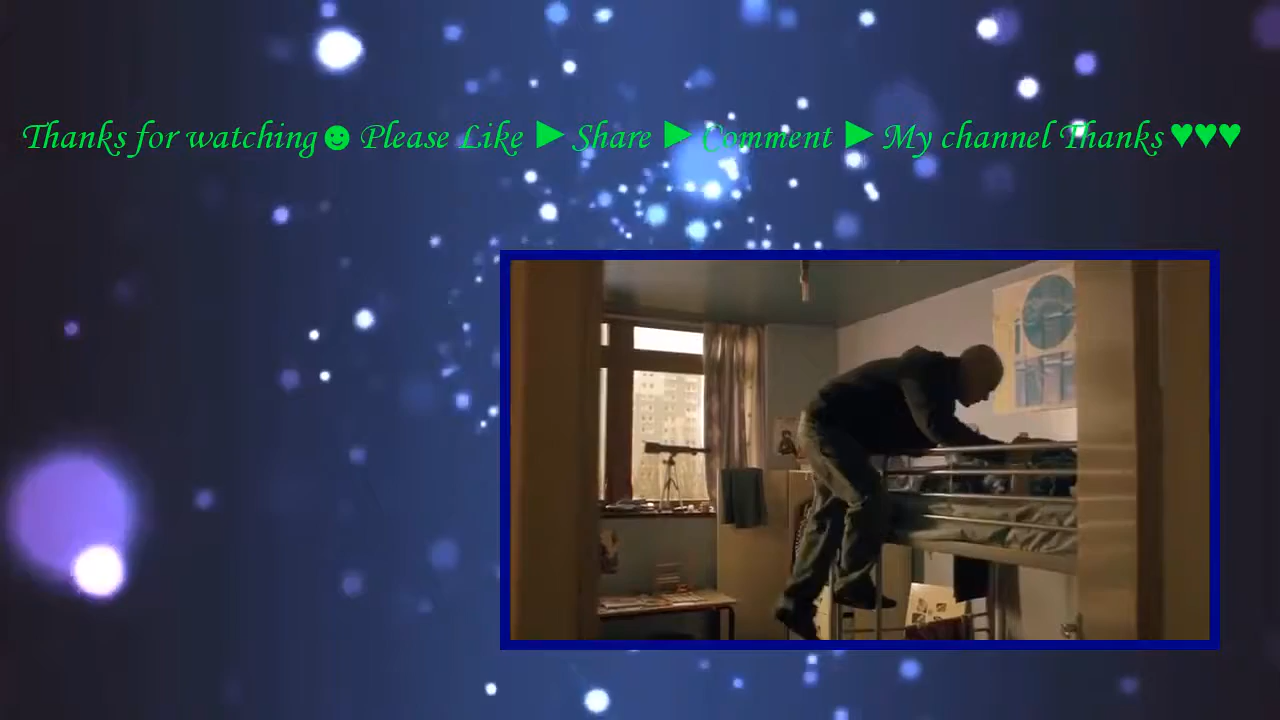 Thanks for watching☻Please Like ► Share ► Comment ► My channel Thanks ♥♥♥